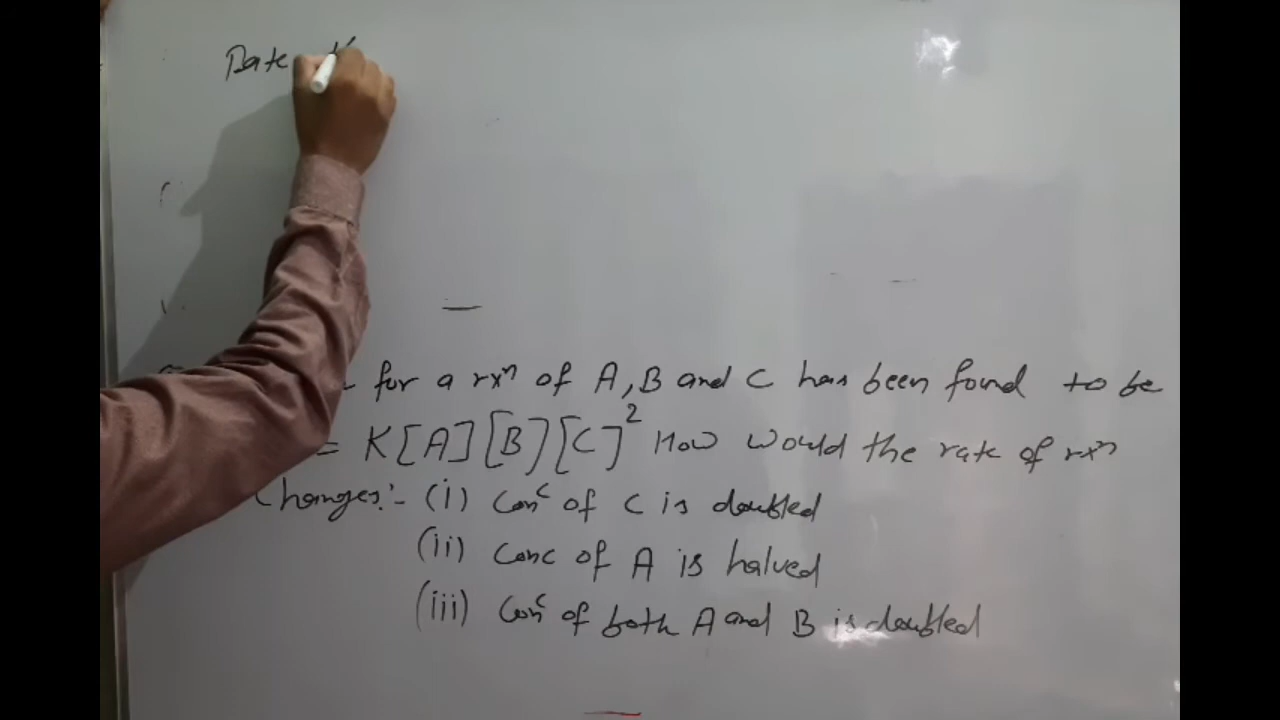 Rate
for a rxⁿ of A, B and C has been found to be
= K[A][B][C]² How would the rate of rxⁿ
changes:- (i) conᶜ of C is doubled
(ii) conc of A is halved
(iii) conᶜ of both A and B is doubled